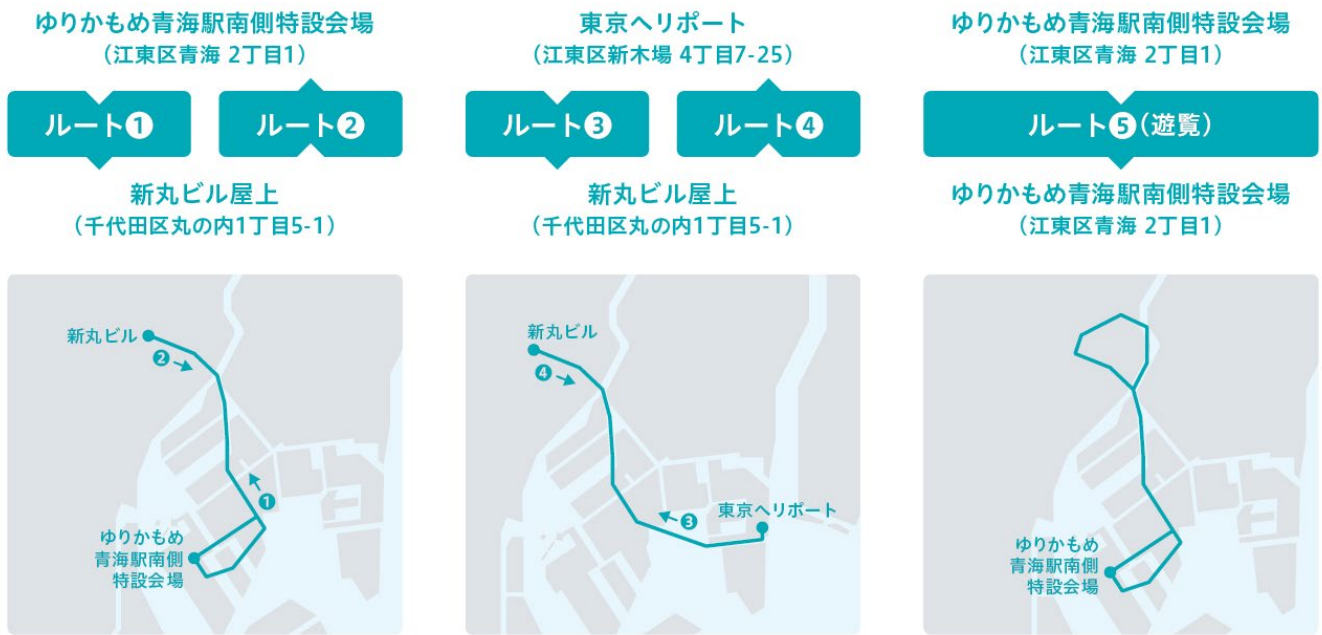 ゆりかもめ青海駅南側特設会場
（江東区青海 2丁目1）
ルート❶
ルート❷
新丸ビル屋上
（千代田区丸の内1丁目5-1）
新丸ビル
❷
❶
ゆりかもめ
青海駅南側
特設会場
東京ヘリポート
（江東区新木場 4丁目7-25）
ルート❸
ルート❹
新丸ビル屋上
（千代田区丸の内1丁目5-1）
新丸ビル
❹
❸
東京ヘリポート
ゆりかもめ青海駅南側特設会場
（江東区青海 2丁目1）
ルート❺（遊覧）
ゆりかもめ青海駅南側特設会場
（江東区青海 2丁目1）
ゆりかもめ
青海駅南側
特設会場